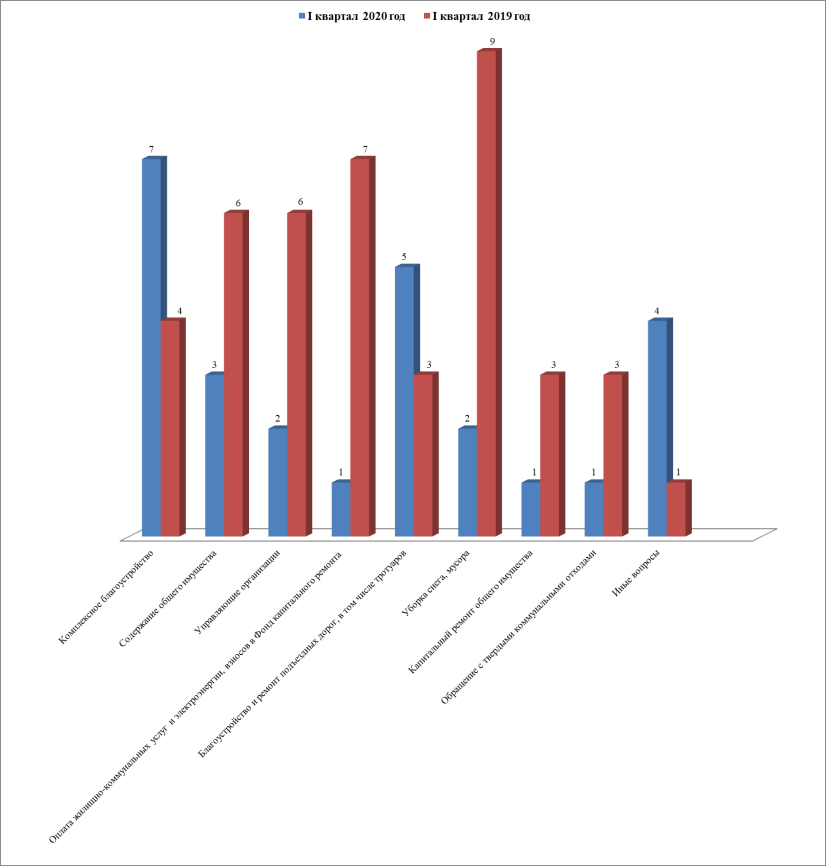 I квартал 2020 год I квартал 2019 год
7
4
3
6
2
6
1
7
5
3
2
9
1
3
1
3
4
1
Комплексное благоустройство
Содержание общего имущества
Управляющие организации
Оплата жилищно-коммунальных услуг и электроэнергии, взносов в Фонд капитального ремонта
Благоустройство и ремонт подъездных дорог, в том числе тротуаров
Уборка снега, мусора
Капитальный ремонт общего имущества
Обращение с твердыми коммунальными отходами
Иные вопросы